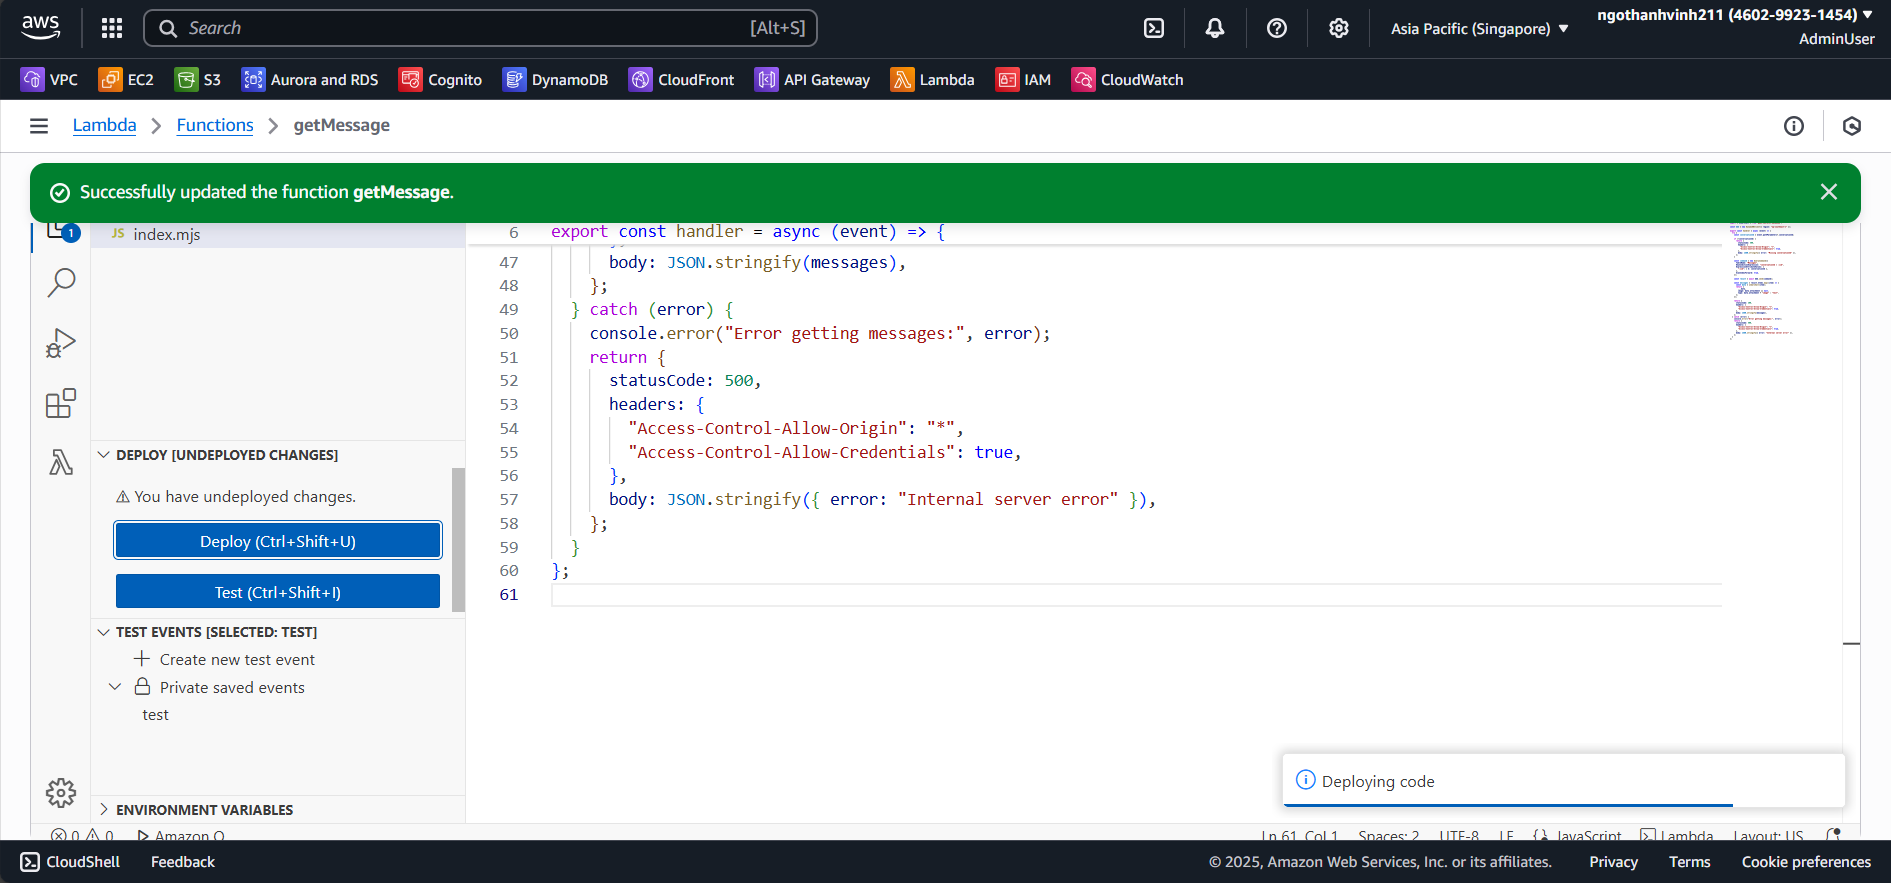 aws
Search [Alt+S]
Asia Pacific (Singapore) ▼
ngothanhvinh211 (4602-9923-1454) ▼
AdminUser
VPC EC2 S3 Aurora and RDS Cognito DynamoDB CloudFront API Gateway Lambda IAM CloudWatch
Lambda > Functions > getMessage
Successfully updated the function getMessage.
1
JS index.mjs
6 export const handler = async (event) => {
47 body: JSON.stringify(messages),
48 };
49 } catch (error) {
50 console.error("Error getting messages:", error);
51 return {
52 statusCode: 500,
53 headers: {
54 "Access-Control-Allow-Origin": "*",
55 "Access-Control-Allow-Credentials": true,
56 },
57 body: JSON.stringify({ error: "Internal server error" }),
58 };
59 }
60 };
61
DEPLOY [UNDEPLOYED CHANGES]
You have undeployed changes.
Deploy (Ctrl+Shift+U)
Test (Ctrl+Shift+I)
TEST EVENTS [SELECTED: TEST]
Create new test event
Private saved events
test
ENVIRONMENT VARIABLES
Deploying code
0 0 Amazon Q
Ln 61, Col 1 Spaces: 2 UTF-8 LF {} JavaScript Lambda Layout: US
CloudShell Feedback
© 2025, Amazon Web Services, Inc. or its affiliates. Privacy Terms Cookie preferences